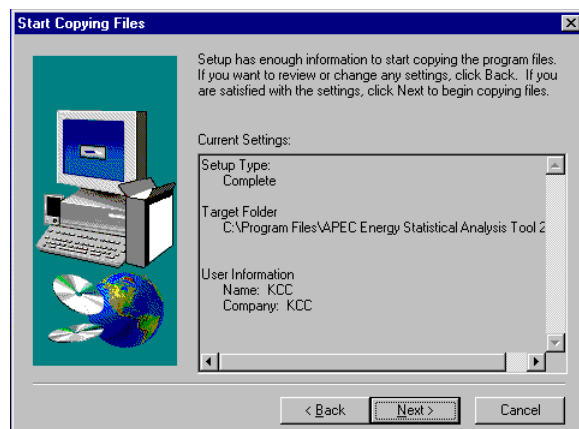 Start Copying Files
Setup has enough information to start copying the program files.
If you want to review or change any settings, click Back. If you
are satisfied with the settings, click Next to begin copying files.
Current Settings:
Setup Type:
Complete
Target Folder
C:\Program Files\APEC Energy Statistical Analysis Tool 2
User Information
Name: KCC
Company: KCC
< Back
Next >
Cancel